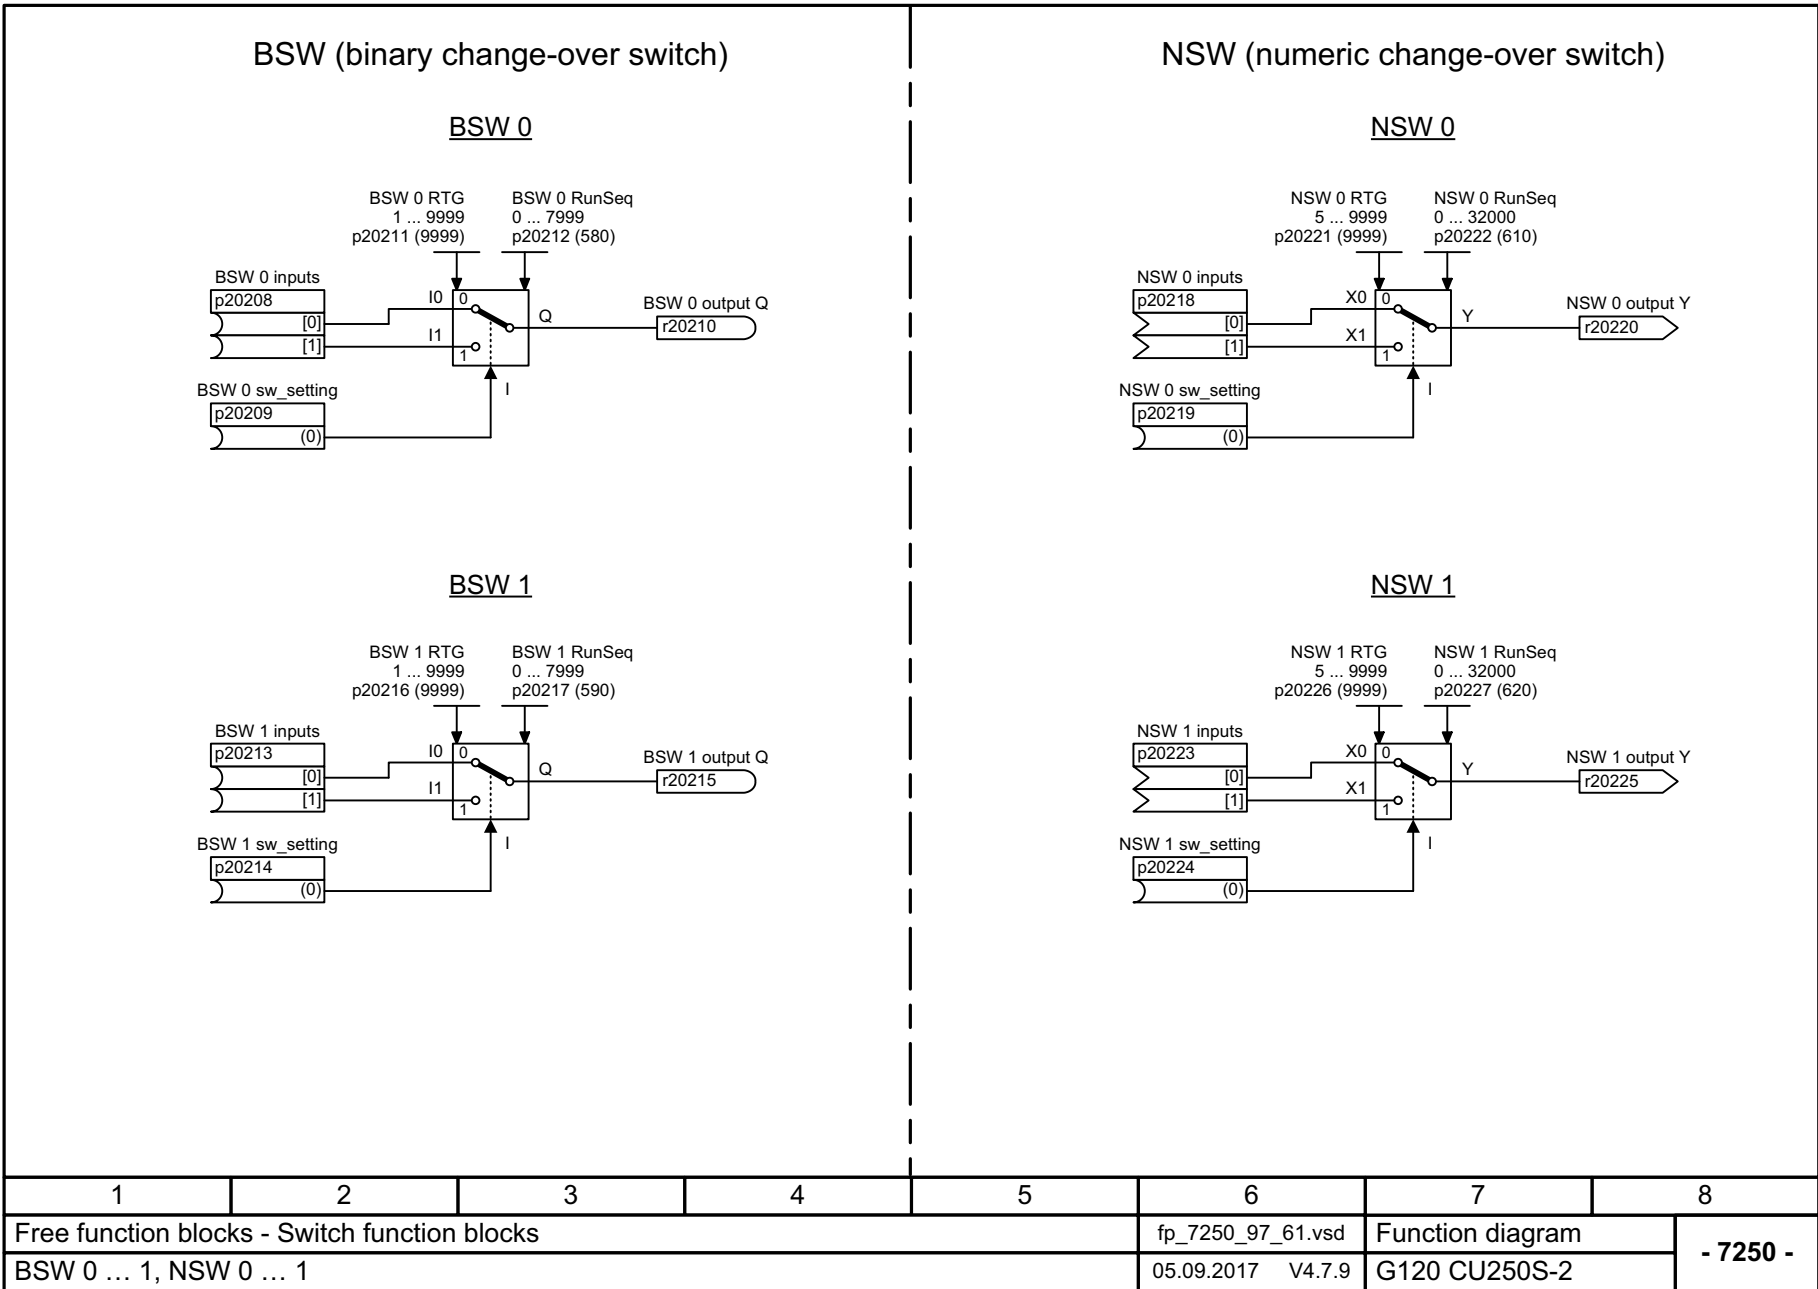 BSW (binary change-over switch)
BSW 0
BSW 0 RTG
1 ... 9999
p20211 (9999)
BSW 0 RunSeq
0 ... 7999
p20212 (580)
BSW 0 inputs
p20208
[0]
[1]
I0
I1
0
1
Q
I
BSW 0 output Q
r20210
BSW 0 sw_setting
p20209
(0)
BSW 1
BSW 1 RTG
1 ... 9999
p20216 (9999)
BSW 1 RunSeq
0 ... 7999
p20217 (590)
BSW 1 inputs
p20213
[0]
[1]
I0
I1
0
1
Q
I
BSW 1 output Q
r20215
BSW 1 sw_setting
p20214
(0)
NSW (numeric change-over switch)
NSW 0
NSW 0 RTG
5 ... 9999
p20221 (9999)
NSW 0 RunSeq
0 ... 32000
p20222 (610)
NSW 0 inputs
p20218
[0]
[1]
X0
X1
0
1
Y
I
NSW 0 output Y
r20220
NSW 0 sw_setting
p20219
(0)
NSW 1
NSW 1 RTG
5 ... 9999
p20226 (9999)
NSW 1 RunSeq
0 ... 32000
p20227 (620)
NSW 1 inputs
p20223
[0]
[1]
X0
X1
0
1
Y
I
NSW 1 output Y
r20225
NSW 1 sw_setting
p20224
(0)
1 2 3 4 5 6 7 8
Free function blocks - Switch function blocks
fp_7250_97_61.vsd
Function diagram
- 7250 -
BSW 0 … 1, NSW 0 … 1
05.09.2017 V4.7.9
G120 CU250S-2